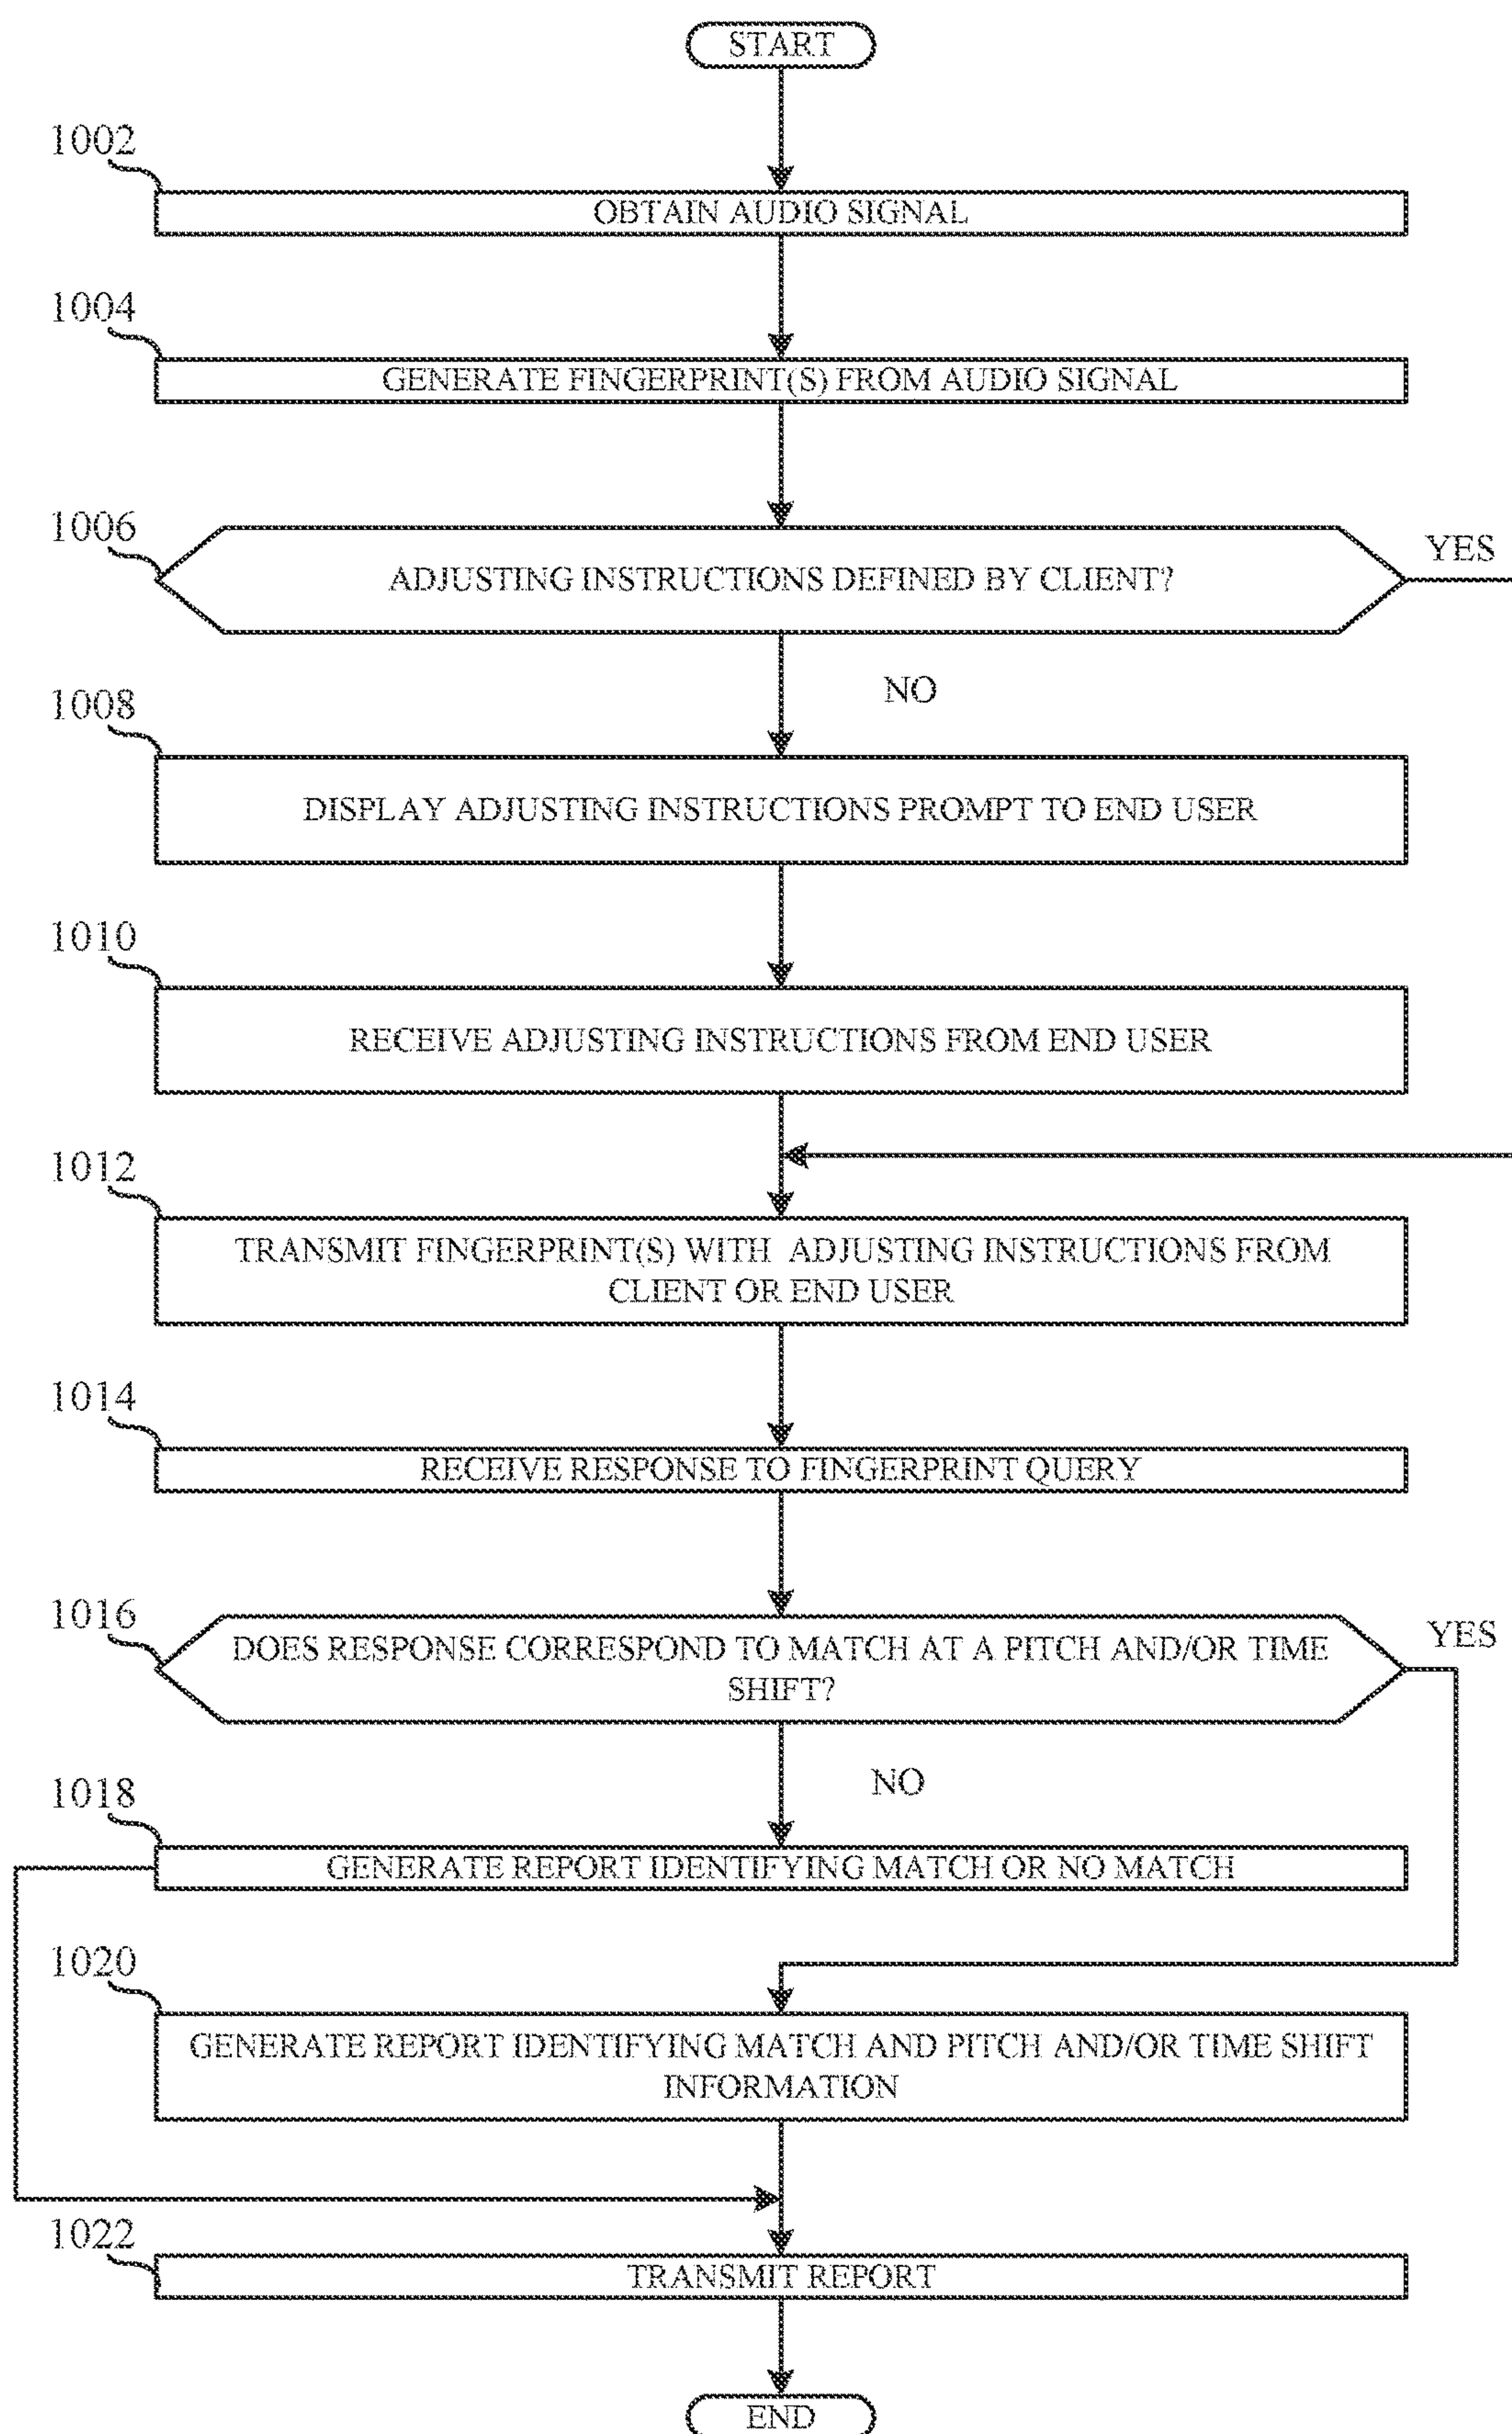 START
1002
OBTAIN AUDIO SIGNAL
1004
GENERATE FINGERPRINT(S) FROM AUDIO SIGNAL
1006
ADJUSTING INSTRUCTIONS DEFINED BY CLIENT?
YES
NO
1008
DISPLAY ADJUSTING INSTRUCTIONS PROMPT TO END USER
1010
RECEIVE ADJUSTING INSTRUCTIONS FROM END USER
1012
TRANSMIT FINGERPRINT(S) WITH ADJUSTING INSTRUCTIONS FROM
CLIENT OR END USER
1014
RECEIVE RESPONSE TO FINGERPRINT QUERY
1016
DOES RESPONSE CORRESPOND TO MATCH AT A PITCH AND/OR TIME
SHIFT?
YES
NO
1018
GENERATE REPORT IDENTIFYING MATCH OR NO MATCH
1020
GENERATE REPORT IDENTIFYING MATCH AND PITCH AND/OR TIME SHIFT
INFORMATION
1022
TRANSMIT REPORT
END